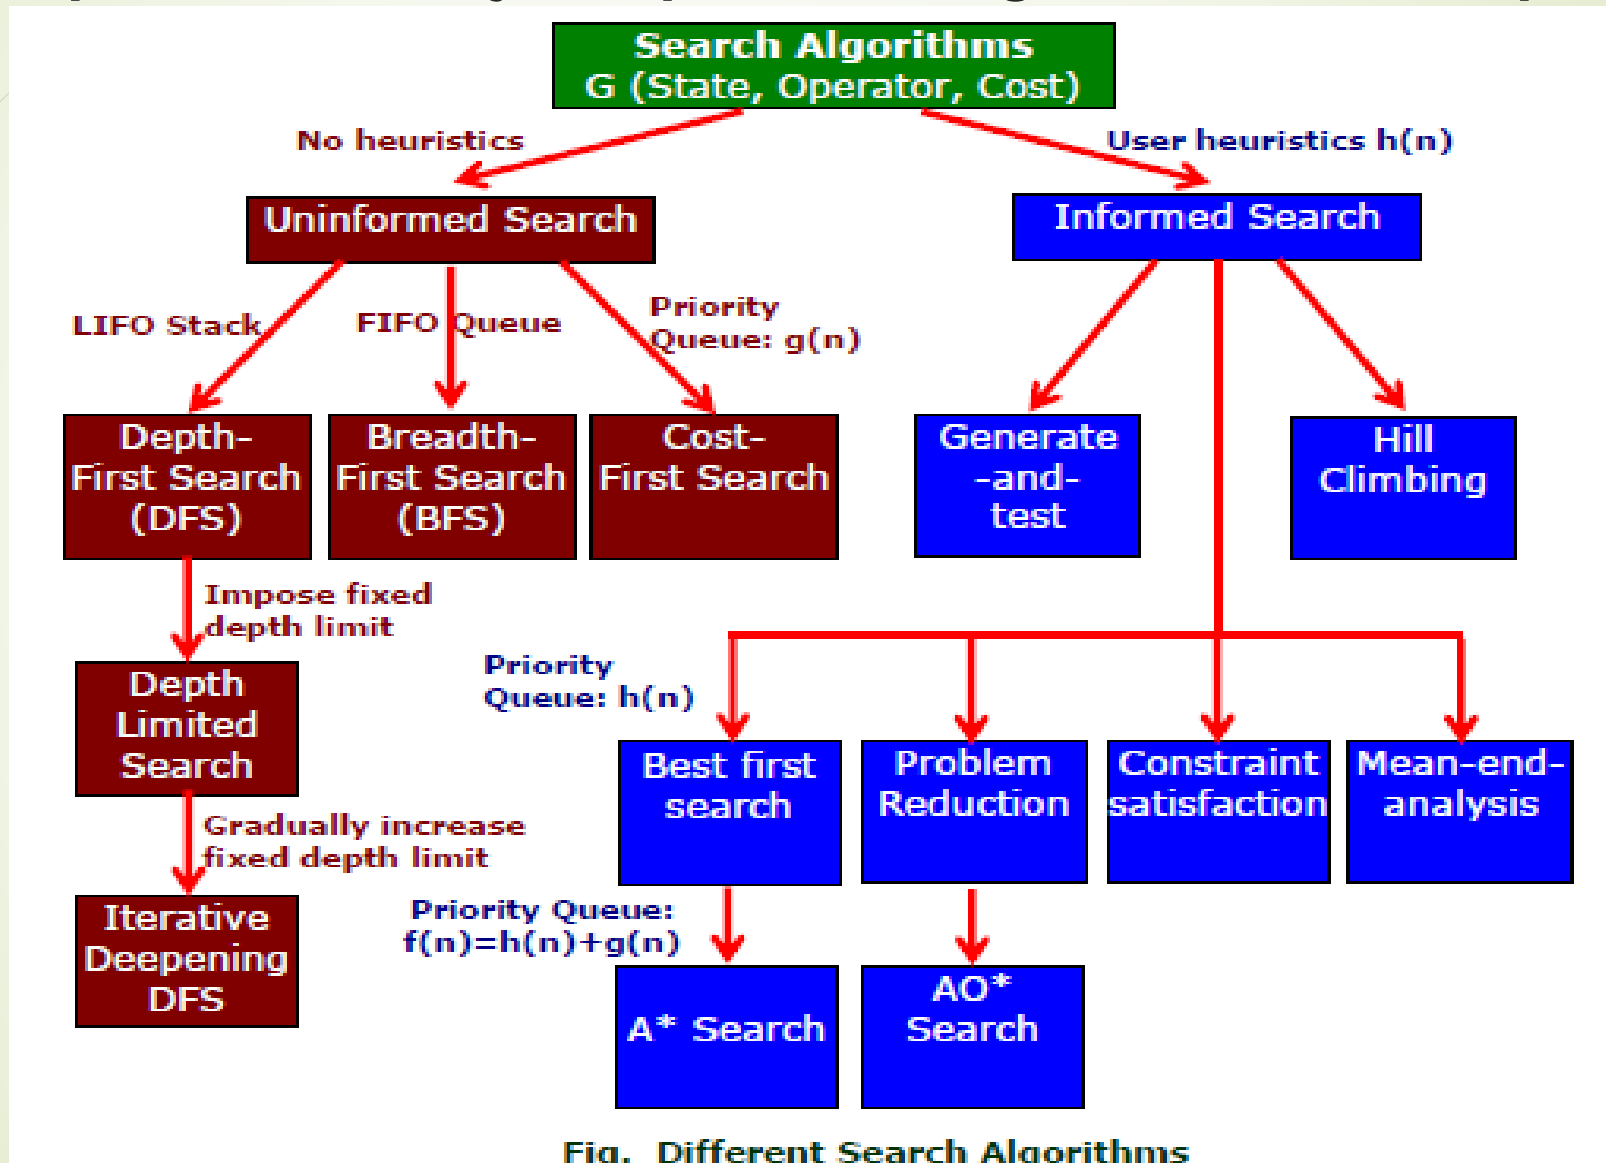 Search Algorithms
G (State, Operator, Cost)
No heuristics
User heuristics h(n)
Uninformed Search
Informed Search
LIFO Stack
FIFO Queue
Priority
Queue: g(n)
Depth-
First Search
(DFS)
Breadth-
First Search
(BFS)
Cost-
First Search
Generate
-and-
test
Hill
Climbing
Impose fixed
depth limit
Depth
Limited
Search
Priority
Queue: h(n)
Best first
search
Problem
Reduction
Constraint
satisfaction
Mean-end-
analysis
Gradually increase
fixed depth limit
Iterative
Deepening
DFS
Priority Queue:
f(n)=h(n)+g(n)
A* Search
AO*
Search
Fig. Different Search Algorithms